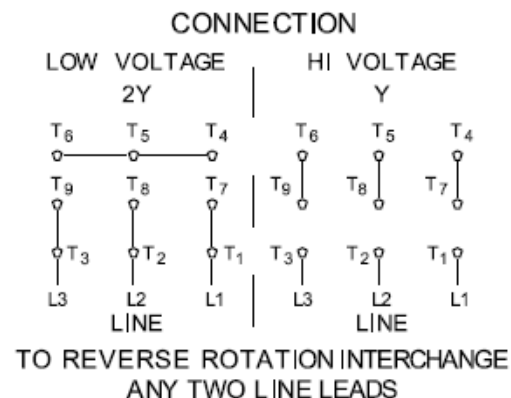 CONNECTION
LOW VOLTAGE HI VOLTAGE
2Y Y
T6 T5 T4 T6 T5 T4
T9 T8 T7 T9 T8 T7
T3 T2 T1 T3 T2 T1
L3 L2 L1 L3 L2 L1
LINE LINE
TO REVERSE ROTATION INTERCHANGE
ANY TWO LINE LEADS